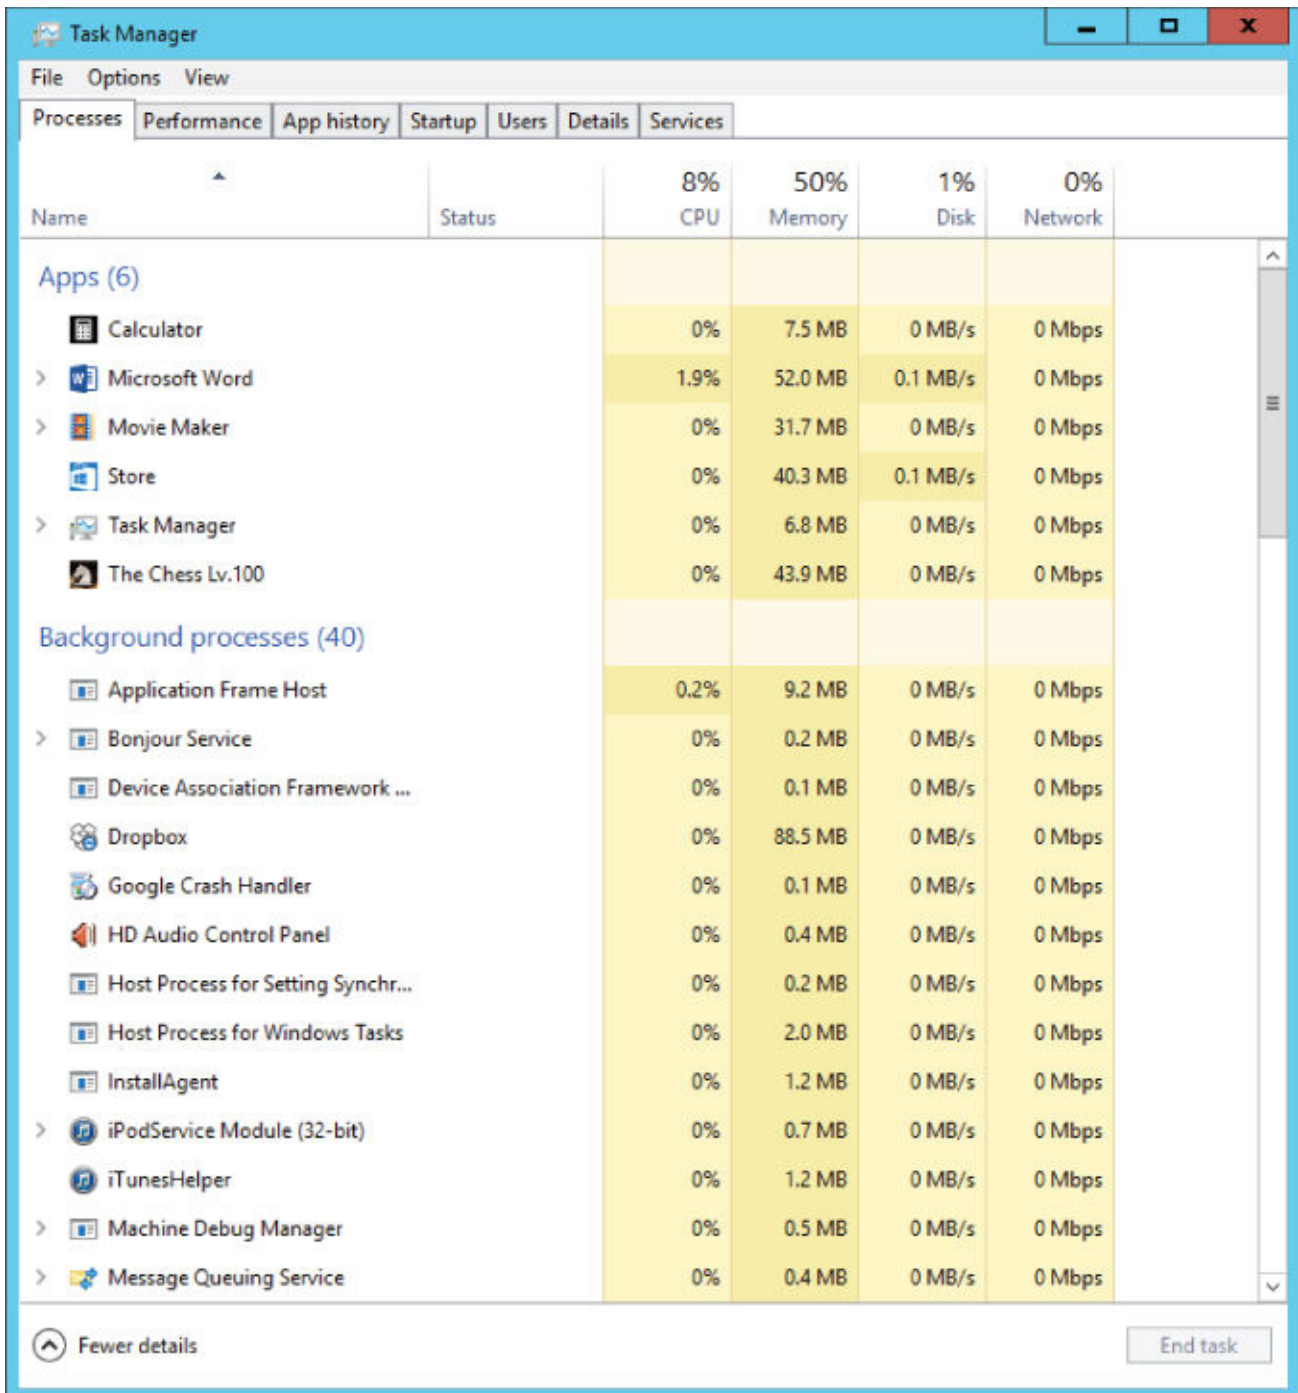 Task Manager
File Options View
Processes Performance App history Startup Users Details Services
8% 50% 1% 0%
Name Status CPU Memory Disk Network
Apps (6)
Calculator 0% 7.5 MB 0 MB/s 0 Mbps
Microsoft Word 1.9% 52.0 MB 0.1 MB/s 0 Mbps
Movie Maker 0% 31.7 MB 0 MB/s 0 Mbps
Store 0% 40.3 MB 0.1 MB/s 0 Mbps
Task Manager 0% 6.8 MB 0 MB/s 0 Mbps
The Chess Lv.100 0% 43.9 MB 0 MB/s 0 Mbps
Background processes (40)
Application Frame Host 0.2% 9.2 MB 0 MB/s 0 Mbps
Bonjour Service 0% 0.2 MB 0 MB/s 0 Mbps
Device Association Framework ... 0% 0.1 MB 0 MB/s 0 Mbps
Dropbox 0% 88.5 MB 0 MB/s 0 Mbps
Google Crash Handler 0% 0.1 MB 0 MB/s 0 Mbps
HD Audio Control Panel 0% 0.4 MB 0 MB/s 0 Mbps
Host Process for Setting Synchr... 0% 0.2 MB 0 MB/s 0 Mbps
Host Process for Windows Tasks 0% 2.0 MB 0 MB/s 0 Mbps
InstallAgent 0% 1.2 MB 0 MB/s 0 Mbps
iPodService Module (32-bit) 0% 0.7 MB 0 MB/s 0 Mbps
iTunesHelper 0% 1.2 MB 0 MB/s 0 Mbps
Machine Debug Manager 0% 0.5 MB 0 MB/s 0 Mbps
Message Queuing Service 0% 0.4 MB 0 MB/s 0 Mbps
Fewer details End task